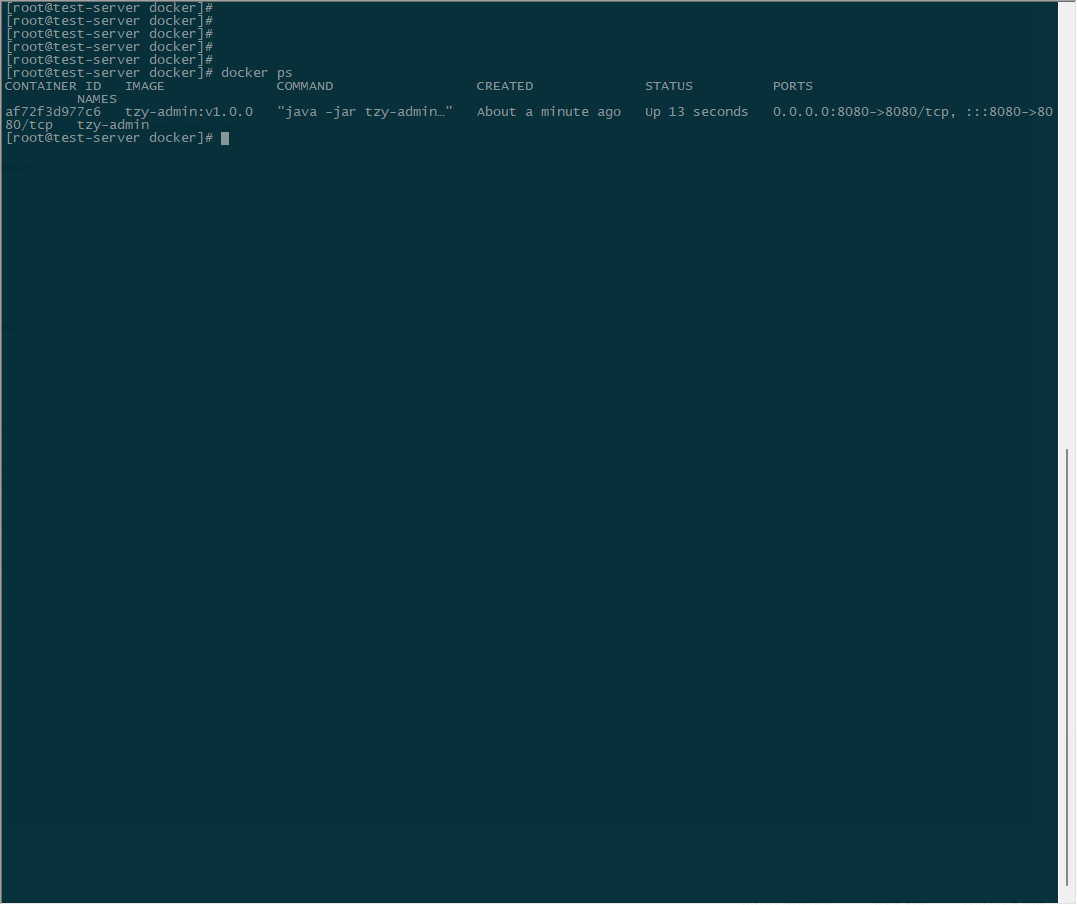 [root@test-server docker]#
[root@test-server docker]#
[root@test-server docker]#
[root@test-server docker]#
[root@test-server docker]#
[root@test-server docker]# docker ps
CONTAINER ID   IMAGE              COMMAND                  CREATED              STATUS          PORTS
         NAMES
af72f3d977c6   tzy-admin:v1.0.0   "java -jar tzy-admin…"   About a minute ago   Up 13 seconds   0.0.0.0:8080->8080/tcp, :::8080->80
80/tcp   tzy-admin
[root@test-server docker]#